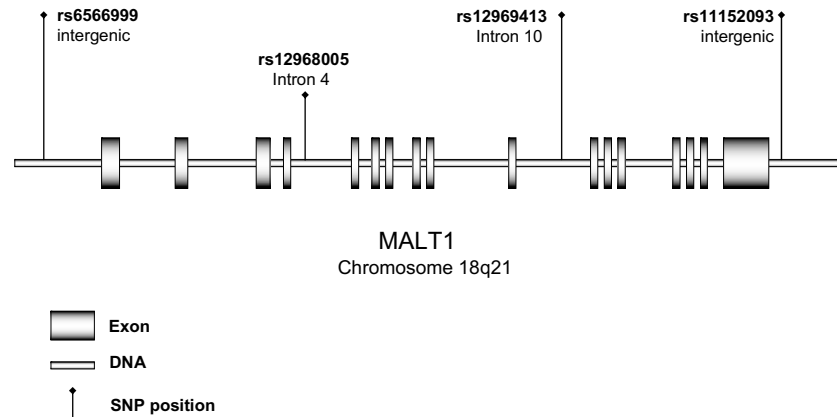 rs6566999
intergenic
rs12968005
Intron 4
rs12969413
Intron 10
rs11152093
intergenic
MALT1
Chromosome 18q21
Exon
DNA
SNP position